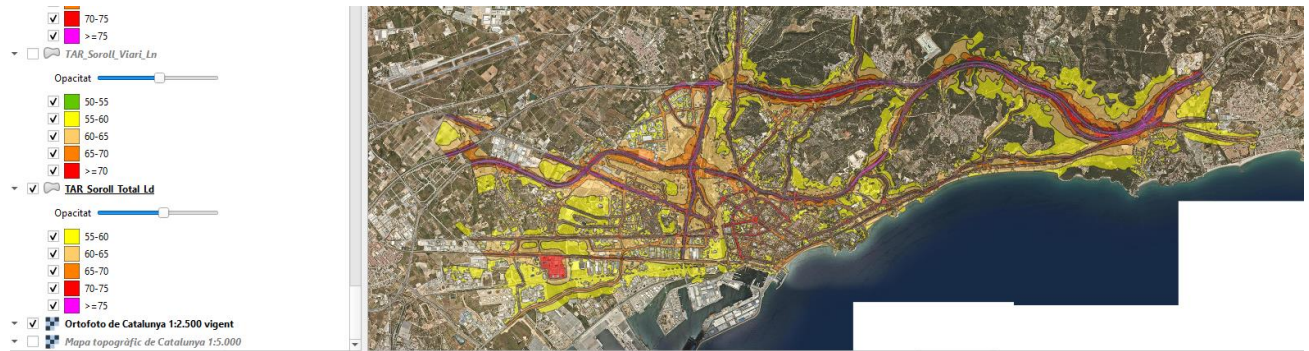 70-75
>=75
TAR_Soroll_Viari_Ln
Opacitat
50-55
55-60
60-65
65-70
>=70
TAR_Soroll_Total_Ld
Opacitat
55-60
60-65
65-70
70-75
>=75
Ortofoto de Catalunya 1:2.500 vigent
Mapa topogràfic de Catalunya 1:5.000